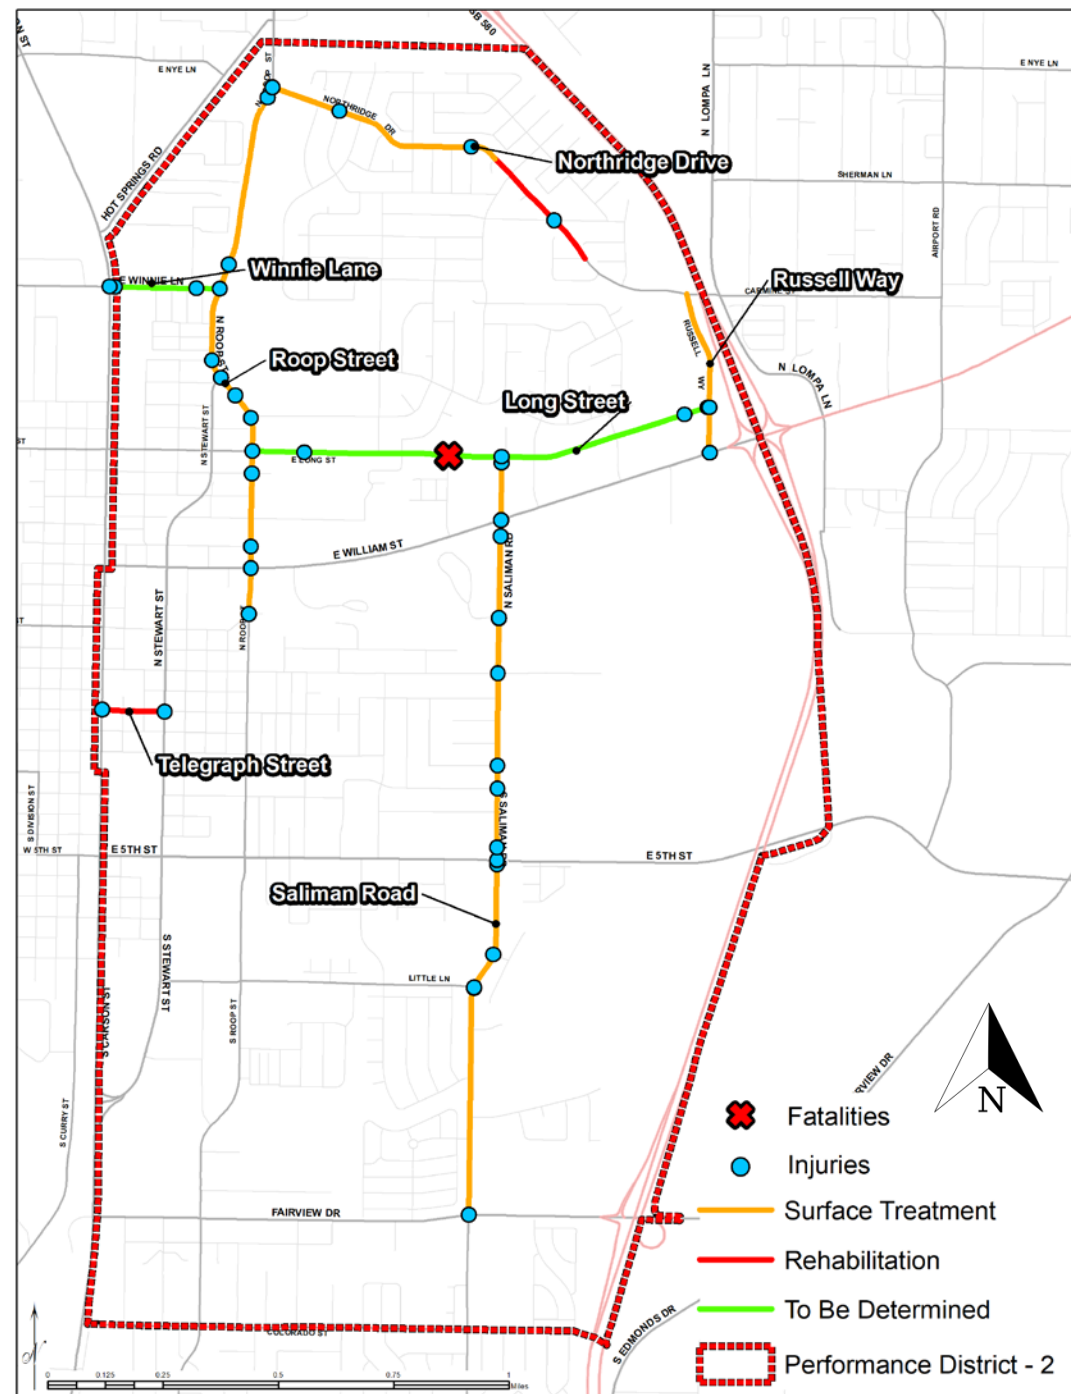 GB 580
E NYE LN
E NYE LN
N LOMPA LN
NORTHRIDGE DR
HOT SPRINGS RD
Northridge Drive
SHERMAN LN
AIRPORT RD
E WINNIE LN
Winnie Lane
Russell Way
CARMINE ST
RUSSELL WY
N ROOP ST
Roop Street
N LOMPA LN
Long Street
N STEWART ST
E LONG ST
ST
E WILLIAM ST
N SALIMAN RD
N STEWART ST
ST
Telegraph Street
S DIVISION ST
W 5TH ST
E 5TH ST
E 5TH ST
Saliman Road
S STEWART ST
LITTLE LN
S CARSON ST
S ROOP ST
S CURRY ST
RVIEW DR
N
Fatalities
Injuries
FAIRVIEW DR
Surface Treatment
Rehabilitation
To Be Determined
COLORADO ST
S EDMONDS DR
Performance District - 2
N
0 0.125 0.25 0.5 0.75 1
Miles